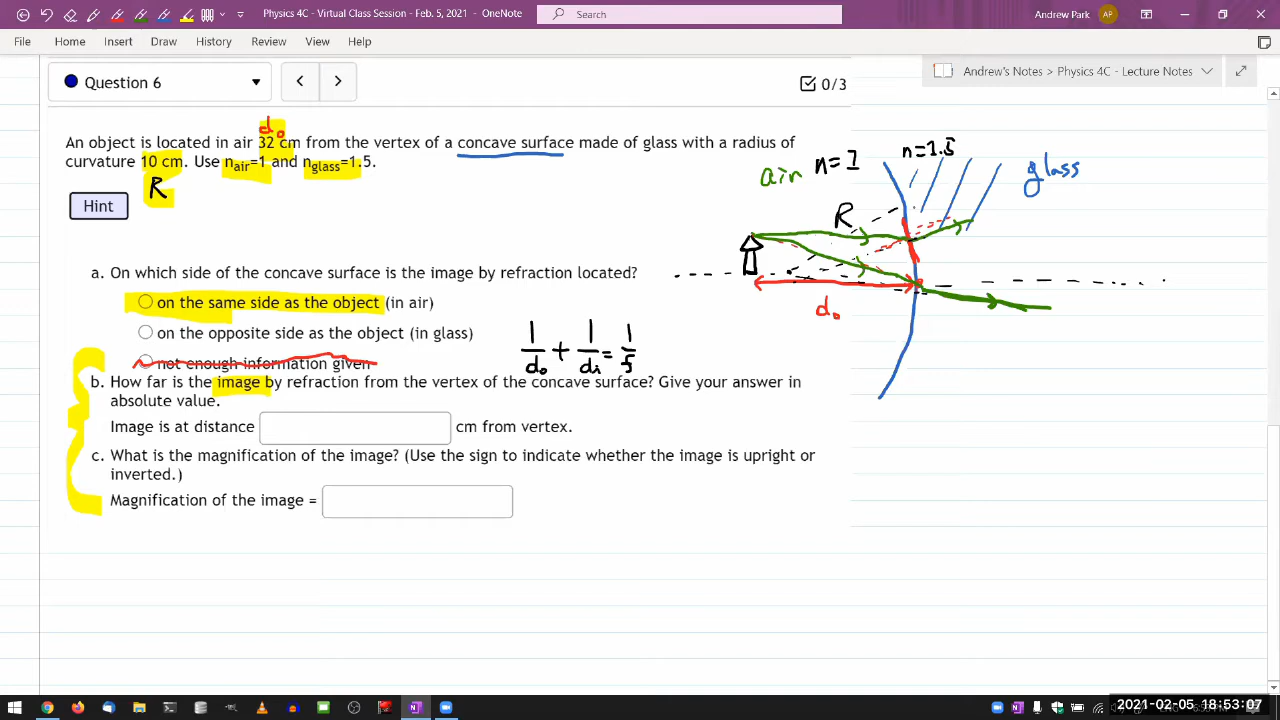 Physics 4C - Virtual Class Session - Feb. 5, 2021 - OneNote
Search
Andrew Park
AP
File Home Insert Draw History Review View Help
Question 6
0/3
Andrew's Notes > Physics 4C - Lecture Notes
do
An object is located in air 32 cm from the vertex of a concave surface made of glass with a radius of
curvature 10 cm. Use nair=1 and nglass=1.5.
R
Hint
air n=1
n=1.5
glass
R
do
a. On which side of the concave surface is the image by refraction located?
on the same side as the object (in air)
on the opposite side as the object (in glass)
not enough information given
1/do + 1/di = 1/f
b. How far is the image by refraction from the vertex of the concave surface? Give your answer in
absolute value.
Image is at distance cm from vertex.
c. What is the magnification of the image? (Use the sign to indicate whether the image is upright or
inverted.)
Magnification of the image =
2021-02-05 18:53:07